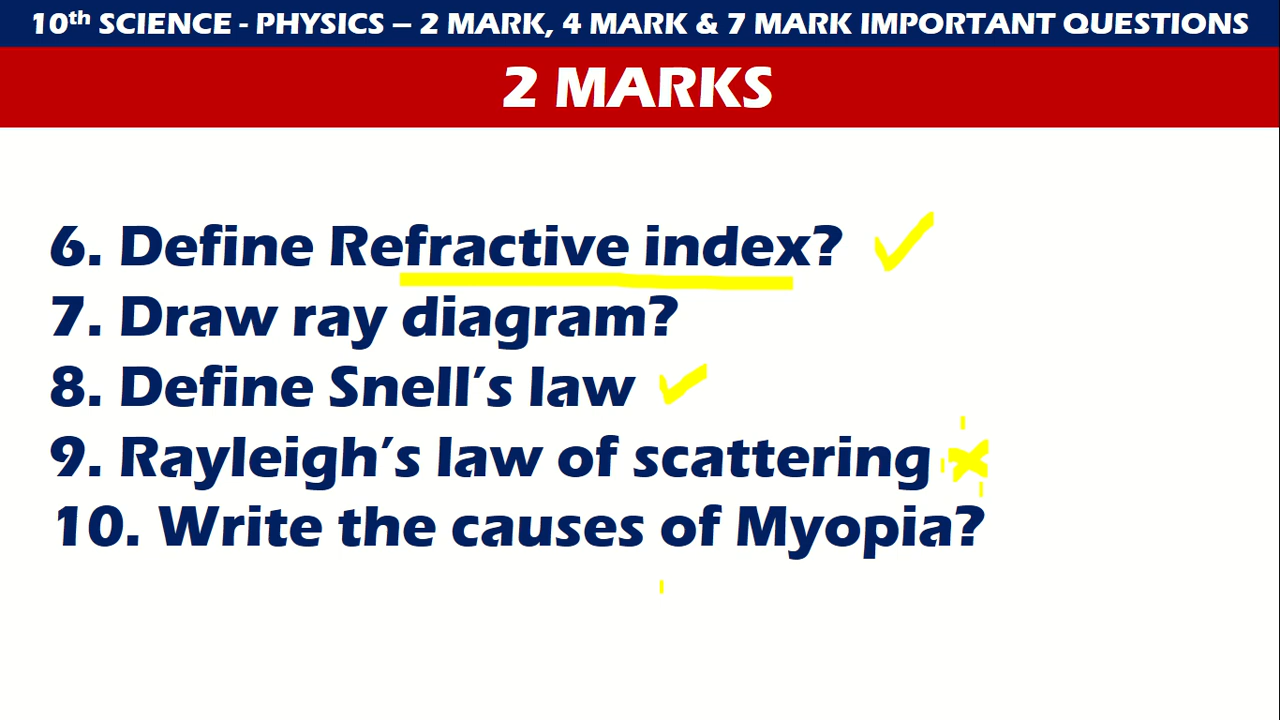 10th SCIENCE - PHYSICS – 2 MARK, 4 MARK & 7 MARK IMPORTANT QUESTIONS
2 MARKS
6. Define Refractive index?
7. Draw ray diagram?
8. Define Snell’s law
9. Rayleigh’s law of scattering
10. Write the causes of Myopia?